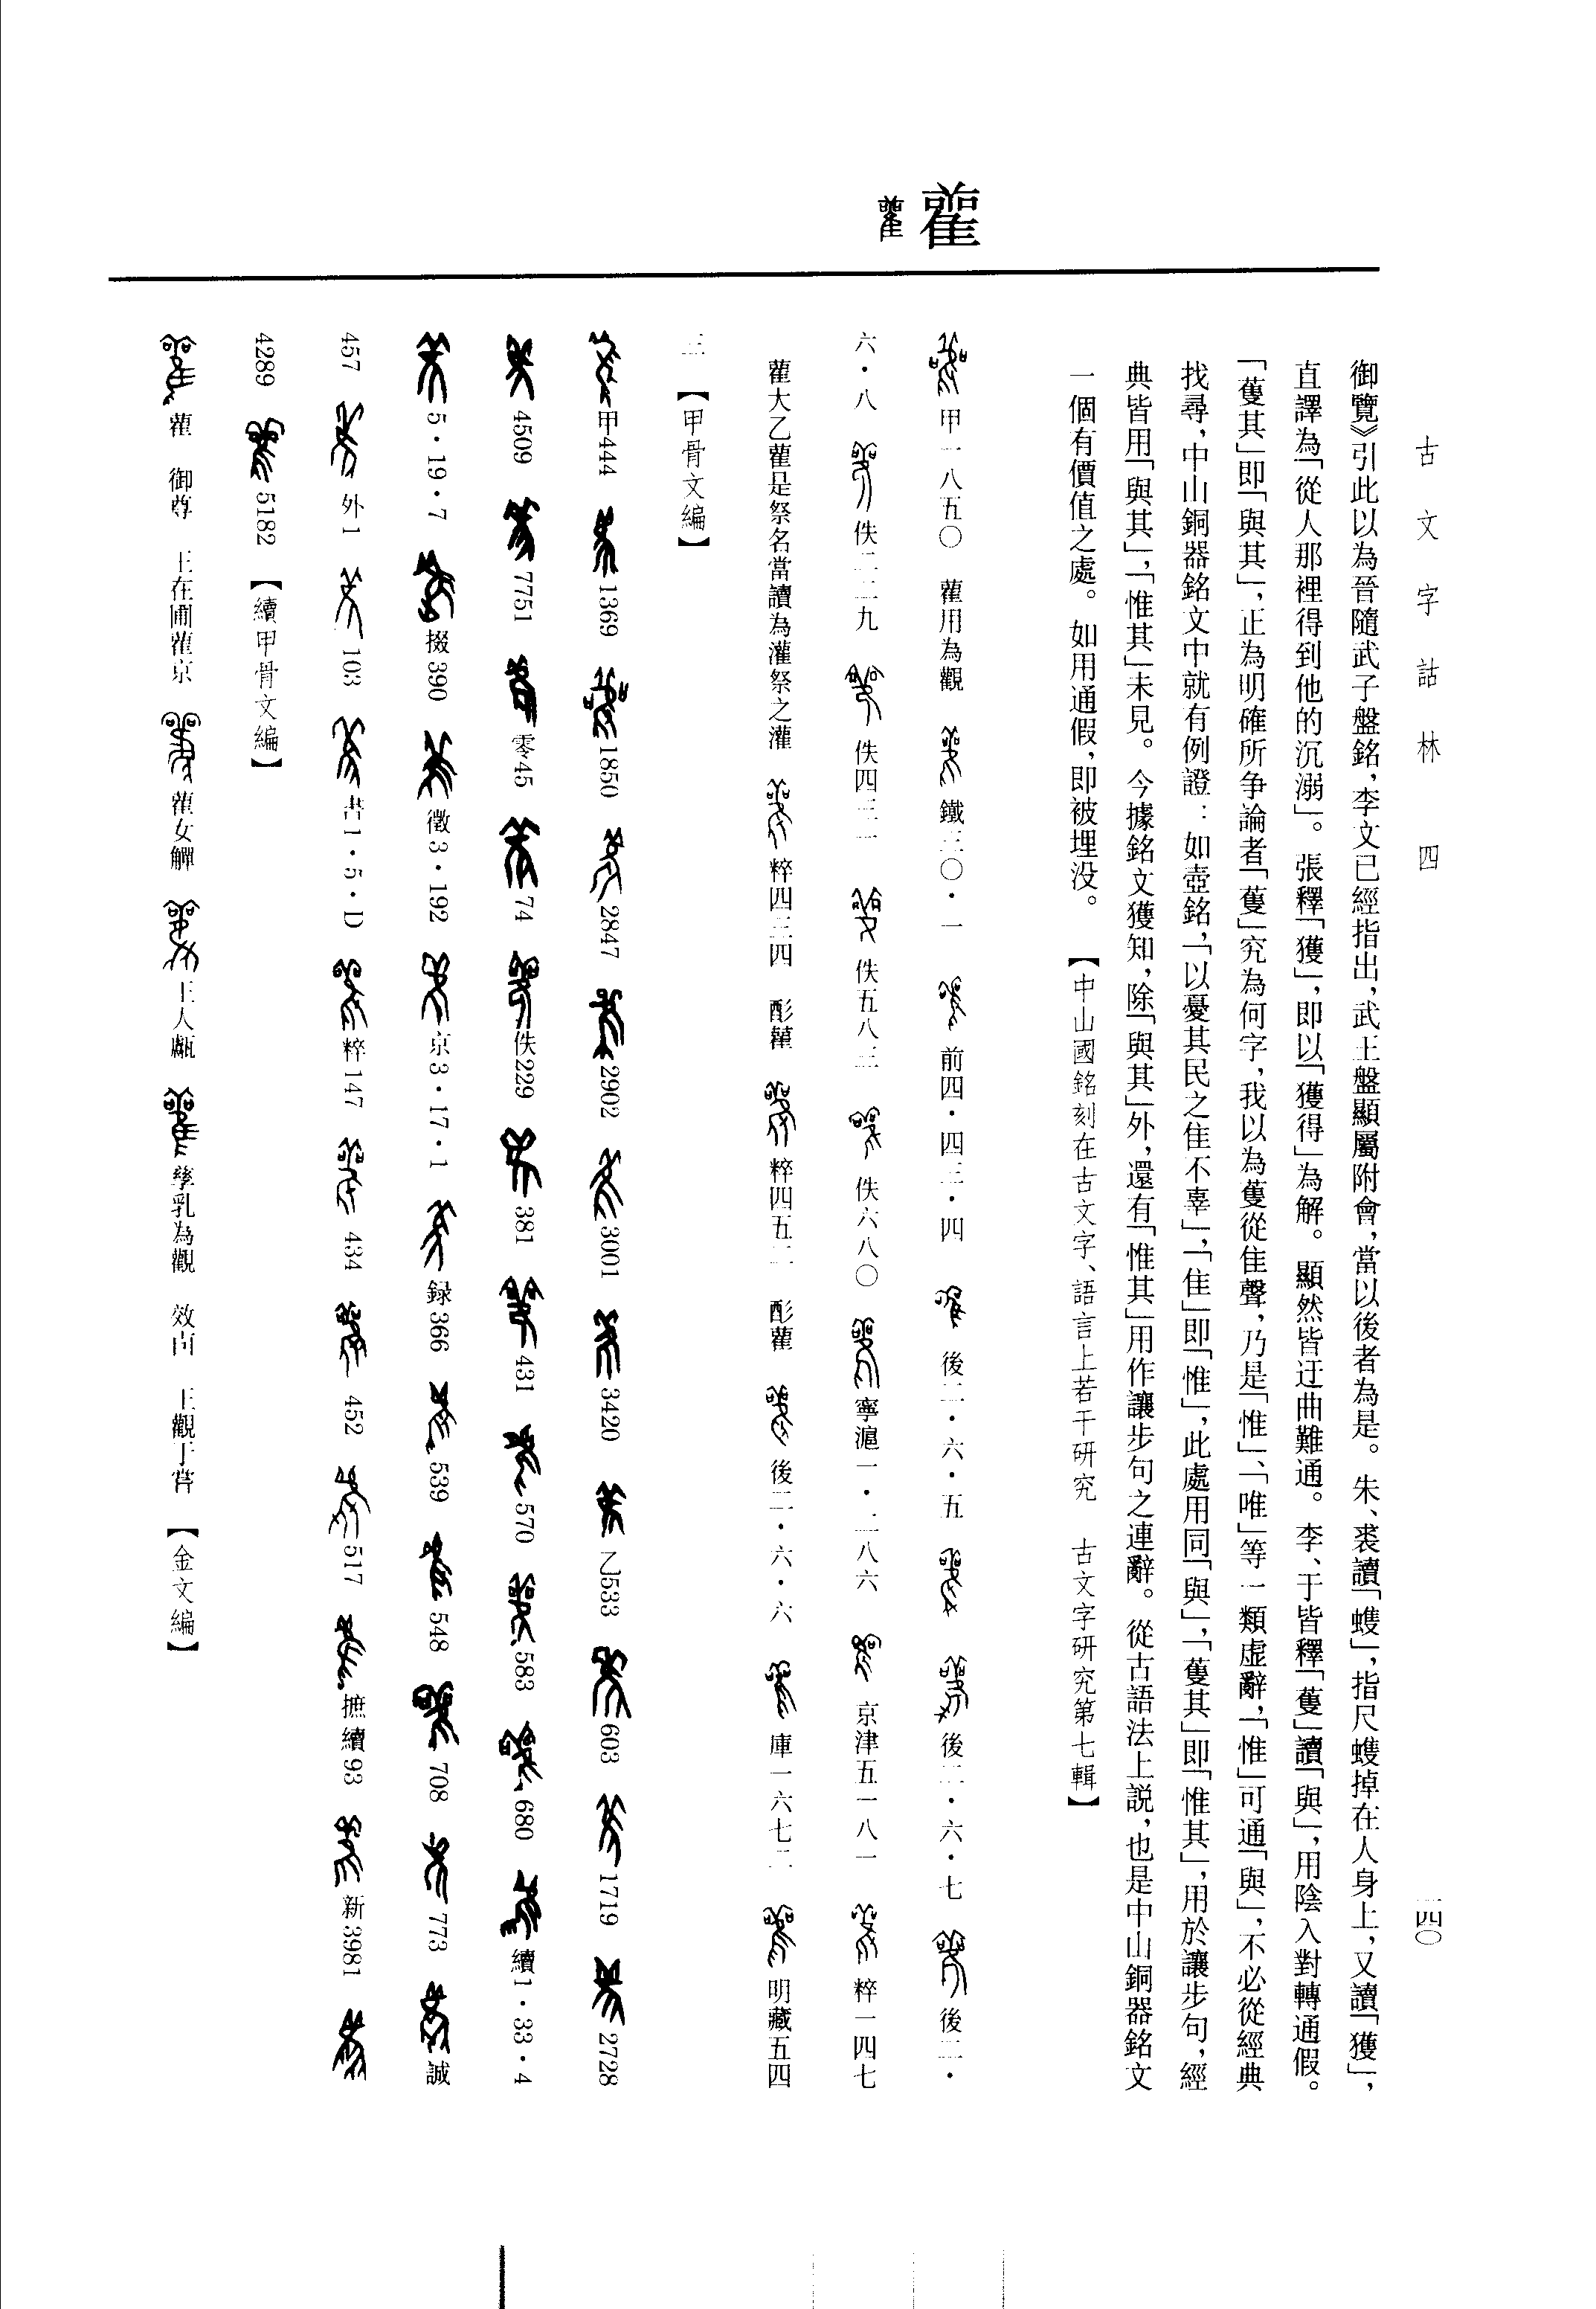 古文字詁林 四
一四〇
御覽》引此以為晉隨武子盤銘，李文已經指出，武王盤顯屬附會，當以後者為是。朱、裘讀「蠖」，指尺蠖掉在人身上，又讀「獲」，
直譯為「從人那裡得到他的沉溺」。張釋「獲」，即以「獲得」為解。顯然皆迂曲難通。李、于皆釋「蒦」讀「與」，用陰入對轉通假。
「蒦其」即「與其」，正為明確所争論者「蒦」究為何字，我以為蒦從隹聲，乃是「惟」、「唯」等一類虛辭，「惟」可通「與」，不必從經典
找尋，中山銅器銘文中就有例證：如壺銘，「以憂其民之隹不辜」，「隹」即「惟」，此處用同「與」，「蒦其」即「惟其」，用於讓步句，經
典皆用「與其」，「惟其」未見。今據銘文獲知，除「與其」外，還有「惟其」用作讓步句之連辭。從古語法上説，也是中山銅器銘文
一個有價值之處。如用通假，即被埋没。　【中山國銘刻在古文字、語言上若干研究　古文字研究第七輯】
雚
甲一八五〇　雚用為觀　鐵三〇·一　前四·四三·四　後二·六·五　後二·六·七　後二·
六·八　佚二二九　佚四三一　佚五八三　佚六八〇　寧滬一·二八六　京津五一八一　粹一四七
雚大乙雚是祭名當讀為灌祭之灌　粹四三四　彭雚　粹四五二　彭雚　後二·六·六　庫一六七二　明藏五四
三　【甲骨文編】
甲444　1369　1850　2847　2902　3001　3420　乙533　603　1719　2728
4509　7751　零45　74　佚229　381　431　570　583　680　續1·33·4
5·19·7　掇390　徵3·192　京3·17·1　録366　539　548　708　773　誠
457　外1　103　書1·5·D　粹147　434　452　517　摭續93　新3981
4289　5182　【續甲骨文編】
雚　御尊　王在圃雚京　雚女觶　王人甗　孳乳為觀　效卣　王觀于嘗　【金文編】